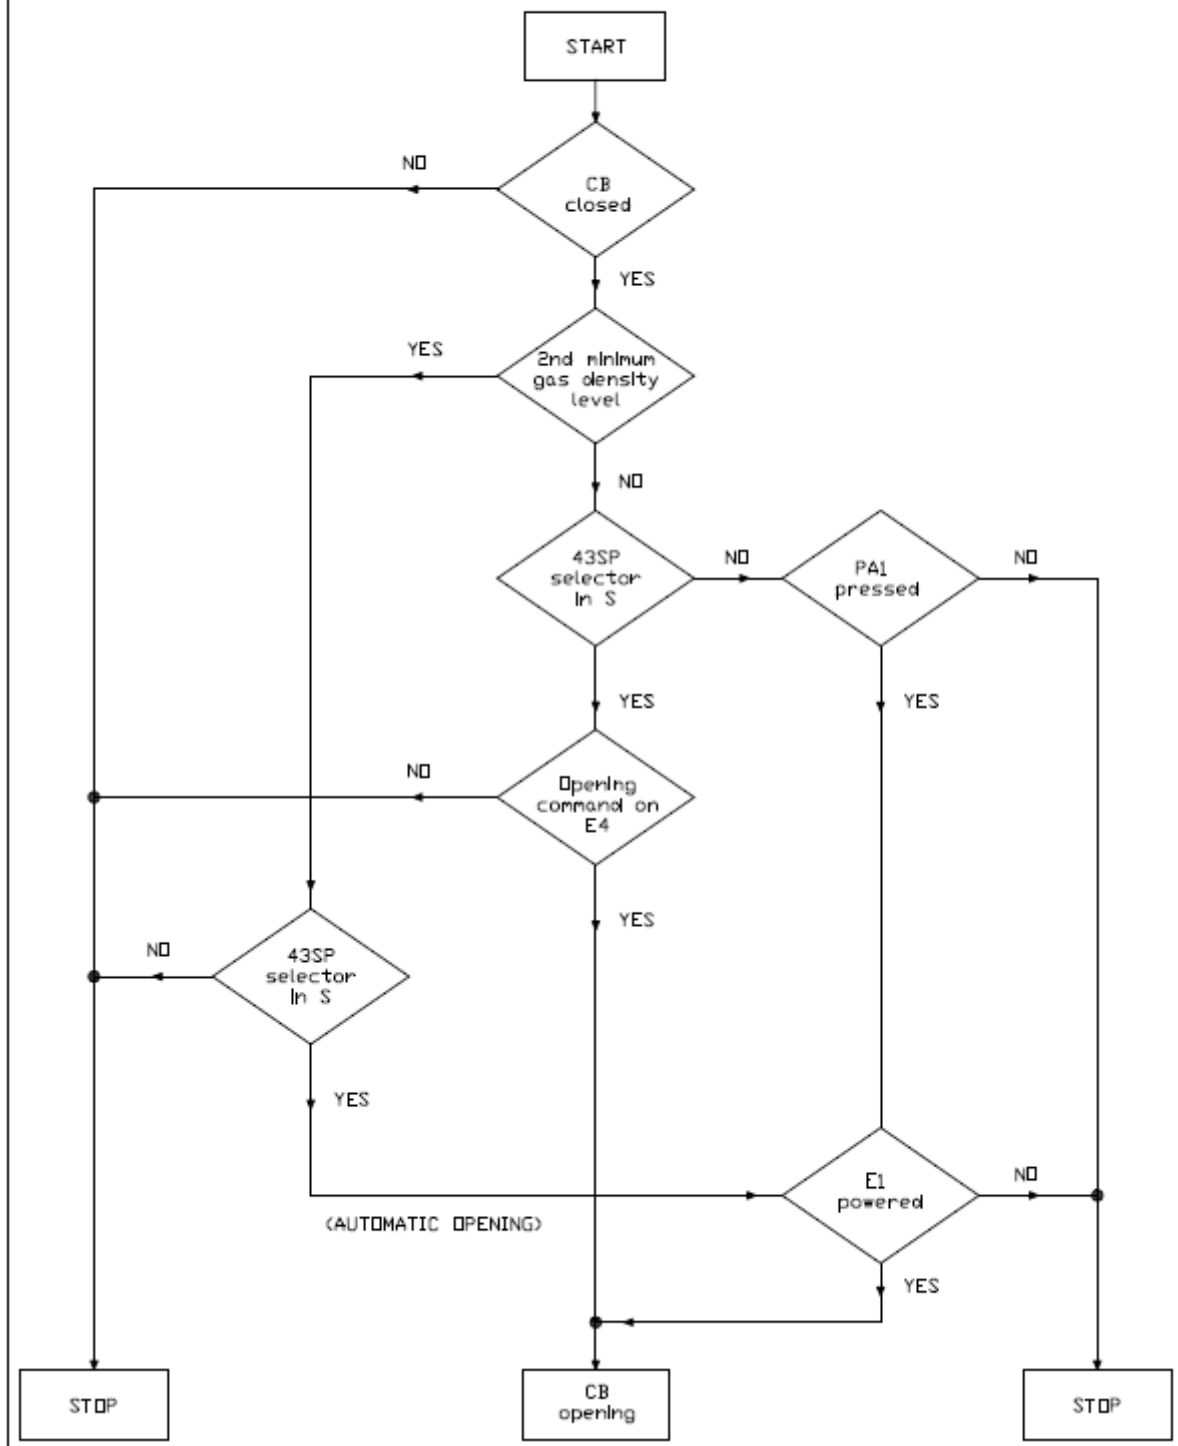 START
NO
CB
closed
YES
YES
2nd minimum
gas density
level
NO
43SP
selector
in S
NO
PA1
pressed
NO
YES
YES
NO
Opening
command on
E4
YES
NO
43SP
selector
in S
YES
E1
powered
NO
(AUTOMATIC OPENING)
YES
STOP
CB
opening
STOP